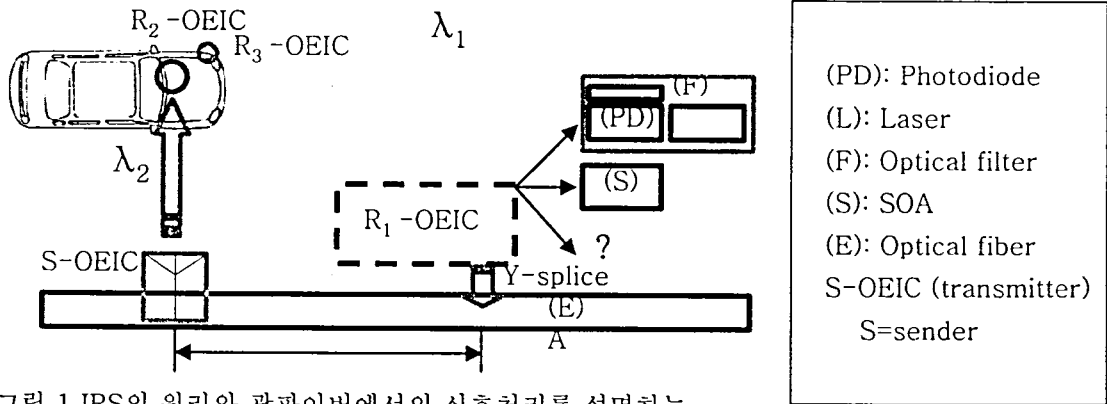 R₂-OEIC
R₃-OEIC
λ₁
λ₂
(F)
(PD)
(S)
R₁-OEIC
?
S-OEIC
Y-splice
(E)
A
(PD): Photodiode
(L): Laser
(F): Optical filter
(S): SOA
(E): Optical fiber
S-OEIC (transmitter)
S=sender
그림 1 IPS의 원리와 광파이버에서의 신호처리를 설명하는